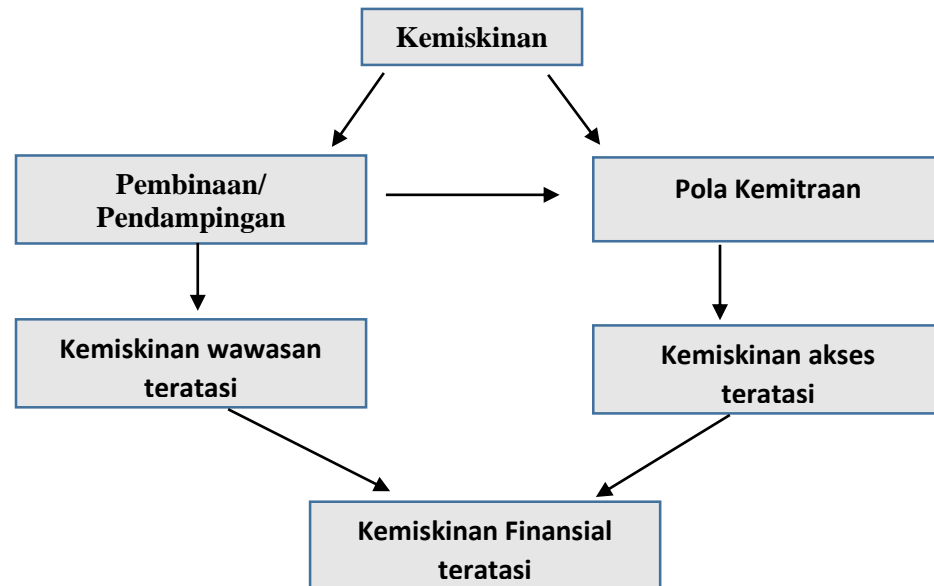 Kemiskinan
Pembinaan/
Pendampingan
Pola Kemitraan
Kemiskinan wawasan
teratasi
Kemiskinan akses
teratasi
Kemiskinan Finansial
teratasi